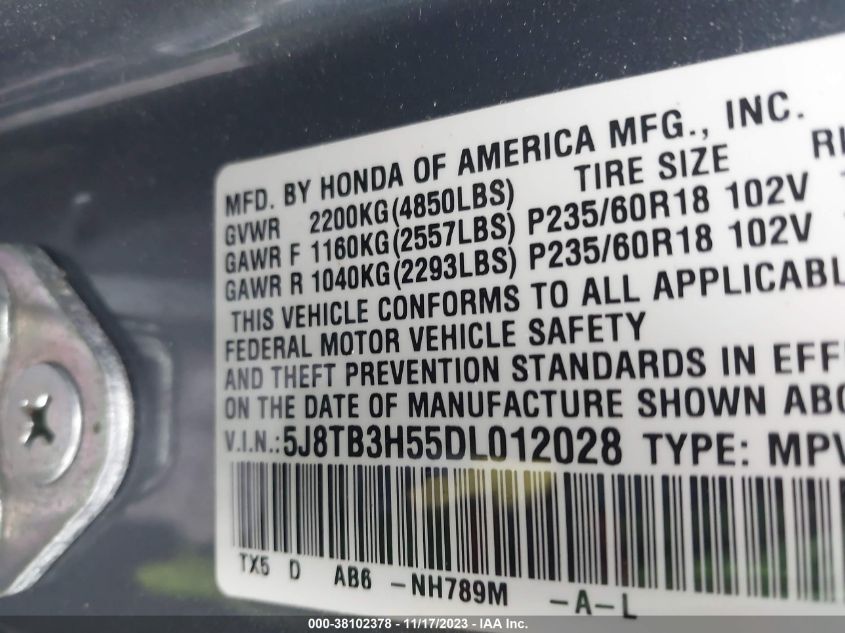 MFD. BY HONDA OF AMERICA MFG., INC.
GVWR 2200KG(4850LBS) TIRE SIZE
GAWR F 1160KG(2557LBS) P235/60R18 102V
GAWR R 1040KG(2293LBS) P235/60R18 102V
THIS VEHICLE CONFORMS TO ALL
FEDERAL MOTOR VEHICLE SAFETY
AND THEFT PREVENTION STANDARDS IN
ON THE DATE OF MANUFACTURE SHOWN
V.I.N.: 5J8TB3H55DL012028 TYPE: MPV
TX5 D AB6 -NH789M -A-L
000-38102378 - 11/17/2023 - IAA Inc.